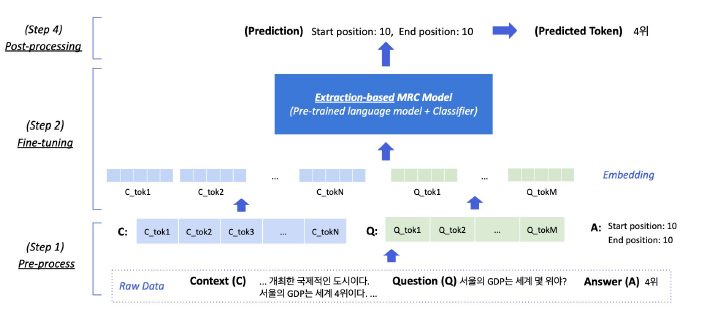 (Step 4)
Post-processing
(Prediction) Start position: 10, End position: 10
(Predicted Token) 4위
Extraction-based MRC Model
(Pre-trained language model + Classifier)
(Step 2)
Fine-tuning
...
...
Embedding
C_tok1
C_tok2
C_tokN
Q_tok1
Q_tokM
(Step 1)
Pre-process
C:
C_tok1
C_tok2
C_tok3
...
C_tokN
Q:
Q_tok1
Q_tok2
...
Q_tokM
A:
Start position: 10
End position: 10
Raw Data
Context (C)
... 개최한 국제적인 도시이다.
서울의 GDP는 세계 4위이다. ...
Question (Q) 서울의 GDP는 세계 몇 위야?
Answer (A) 4위